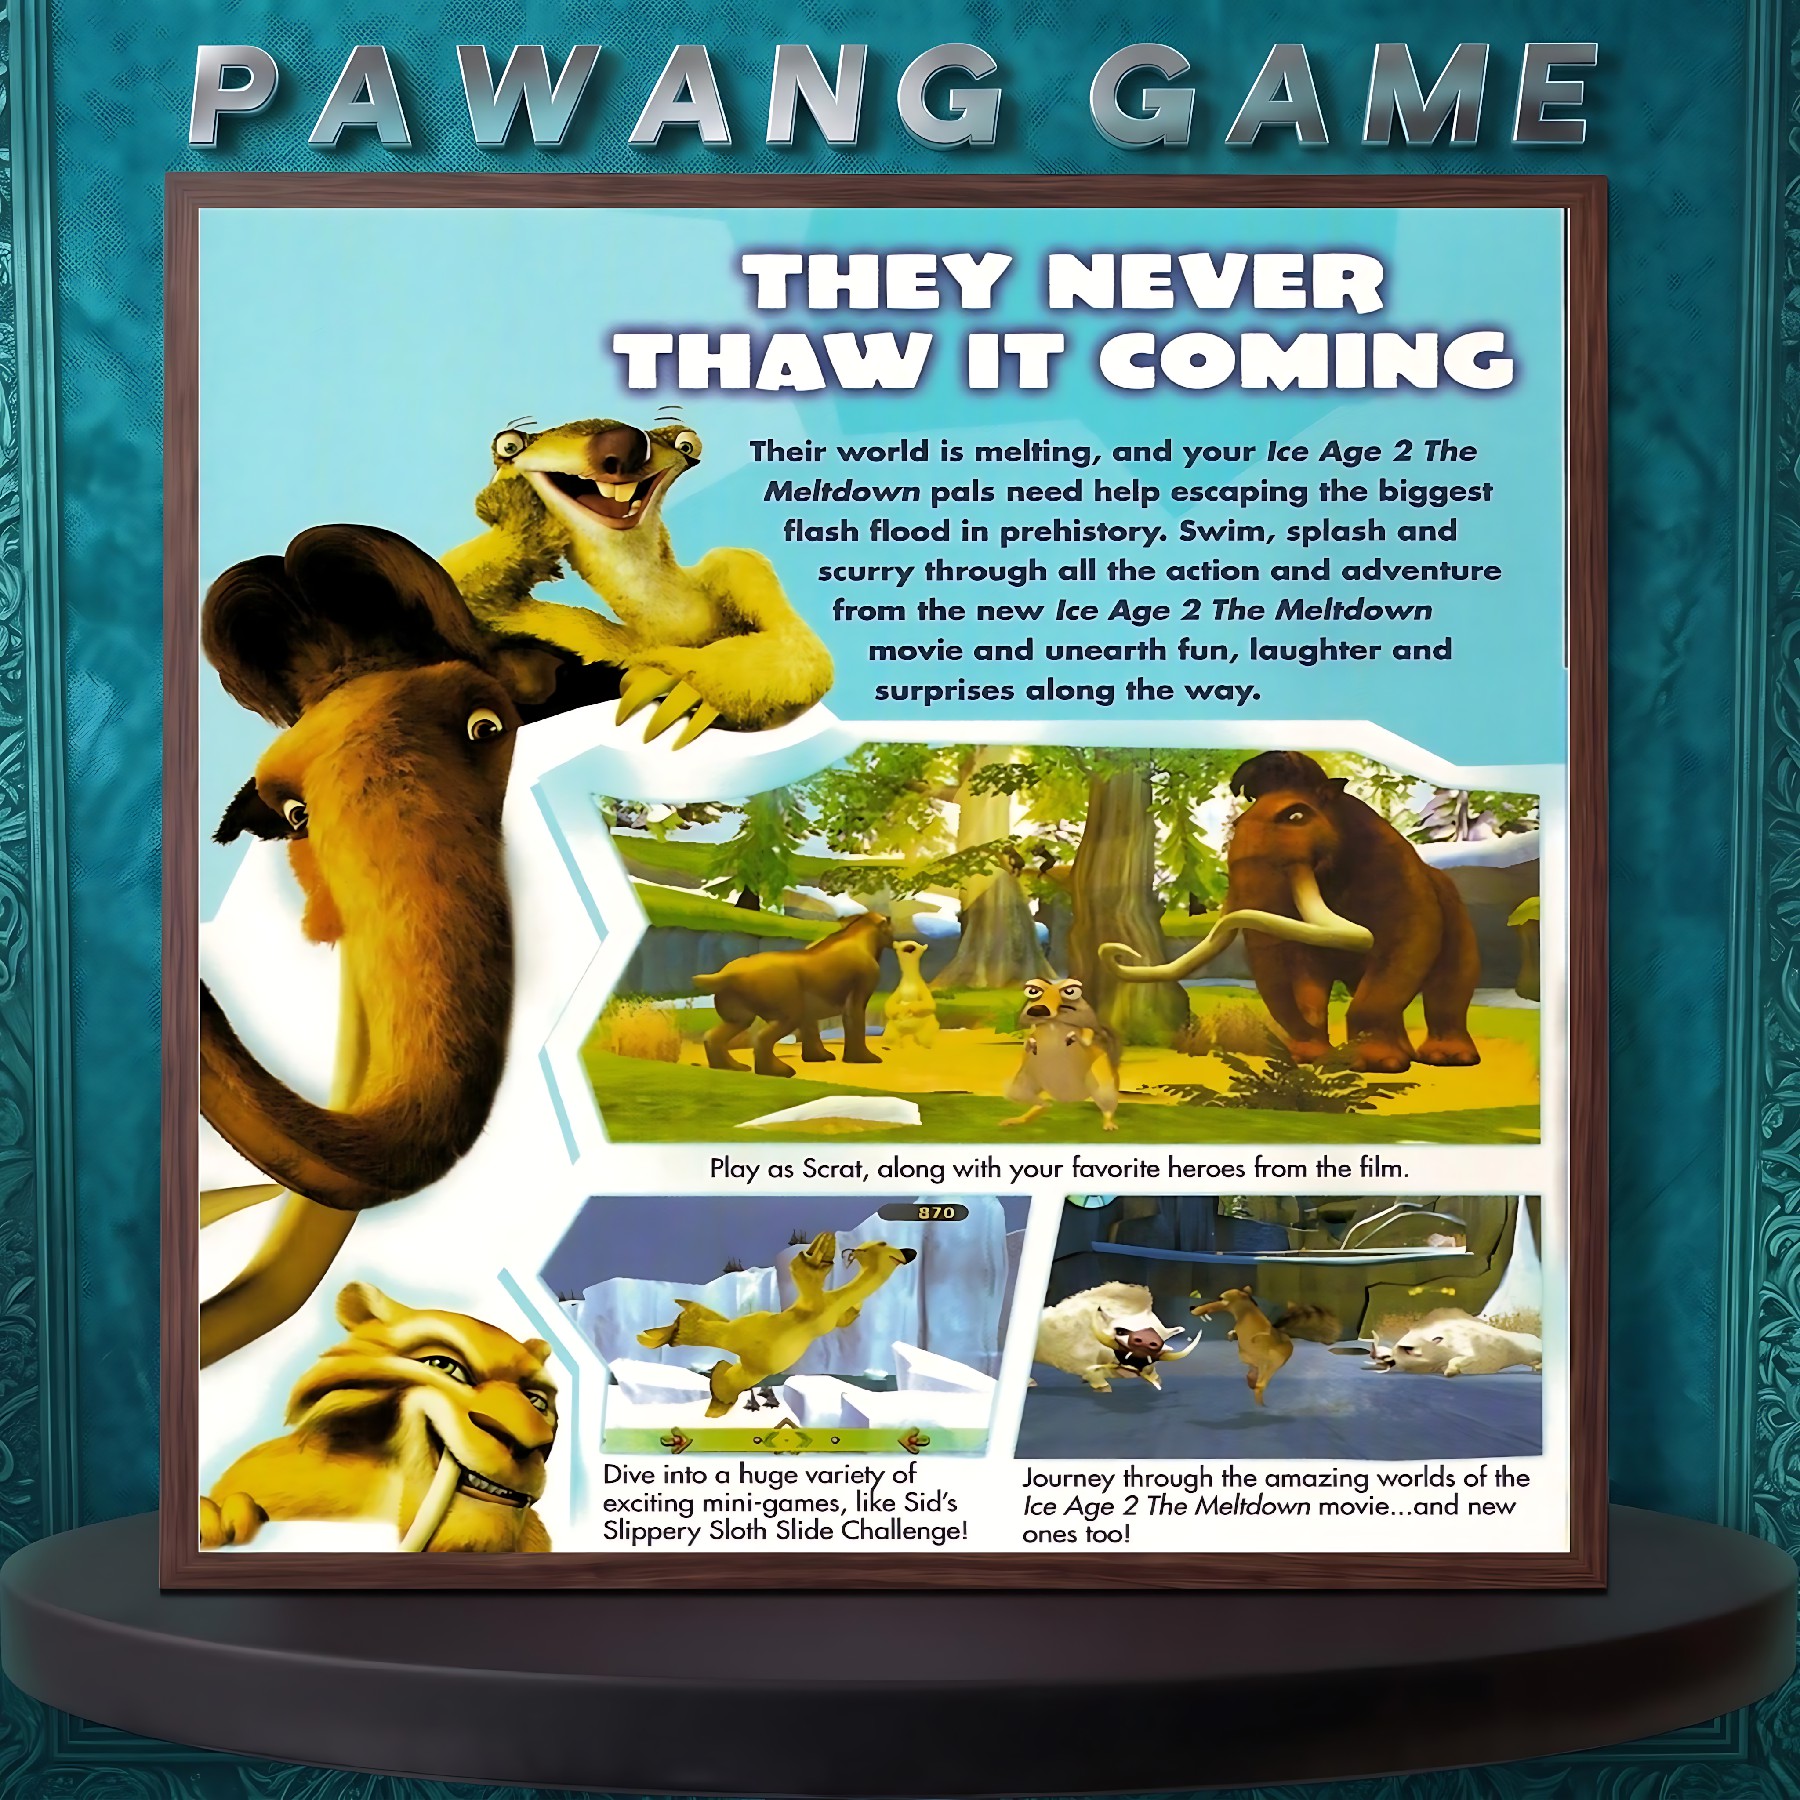 PAWANG GAME
THEY NEVER
THAW IT COMING
Their world is melting, and your Ice Age 2 The
Meltdown pals need help escaping the biggest
flash flood in prehistory. Swim, splash and
scurry through all the action and adventure
from the new Ice Age 2 The Meltdown
movie and unearth fun, laughter and
surprises along the way.
Play as Scrat, along with your favorite heroes from the film.
870
Dive into a huge variety of
exciting mini-games, like Sid's
Slippery Sloth Slide Challenge!
Journey through the amazing worlds of the
Ice Age 2 The Meltdown movie...and new
ones too!